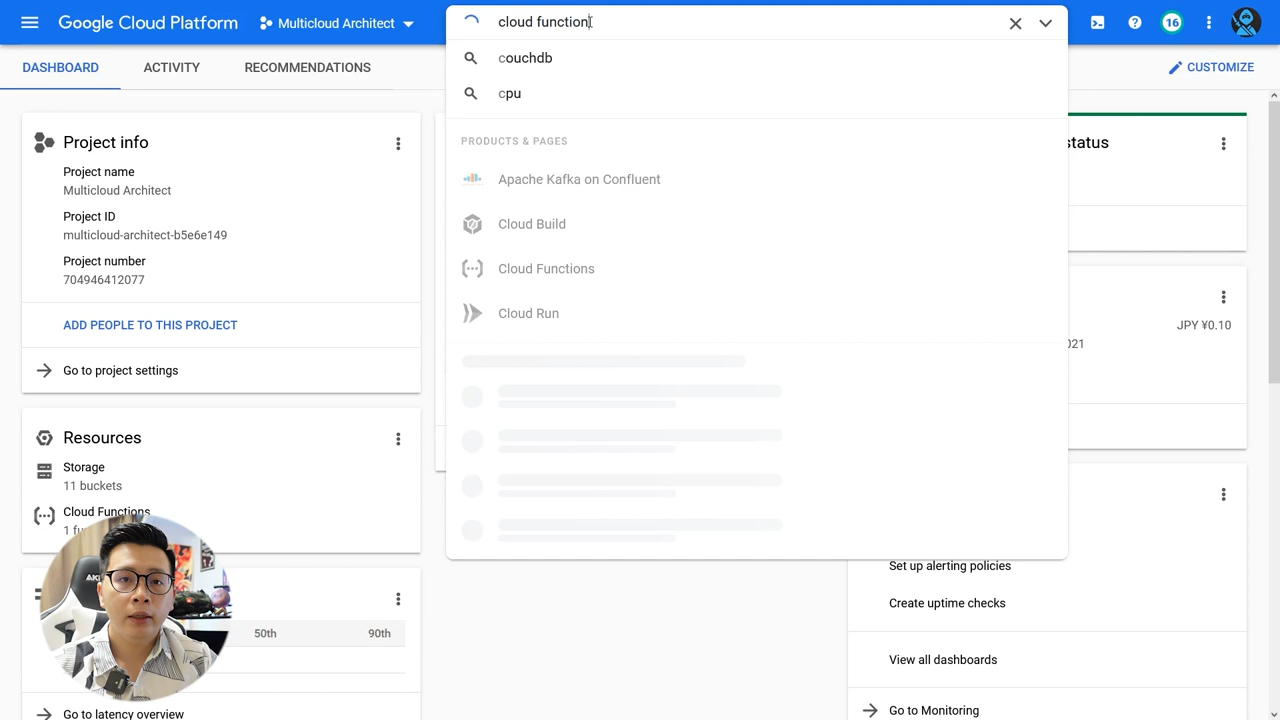 Google Cloud Platform
Multicloud Architect
cloud function
16
DASHBOARD
ACTIVITY
RECOMMENDATIONS
CUSTOMIZE
couchdb
cpu
PRODUCTS & PAGES
Apache Kafka on Confluent
Cloud Build
Cloud Functions
Cloud Run
Project info
Project name
Multicloud Architect
Project ID
multicloud-architect-b5e6e149
Project number
704946412077
ADD PEOPLE TO THIS PROJECT
Go to project settings
Resources
Storage
11 buckets
Cloud Functions
1 fu
50th
90th
Go to latency overview
status
JPY ¥0.10
021
Set up alerting policies
Create uptime checks
View all dashboards
Go to Monitoring